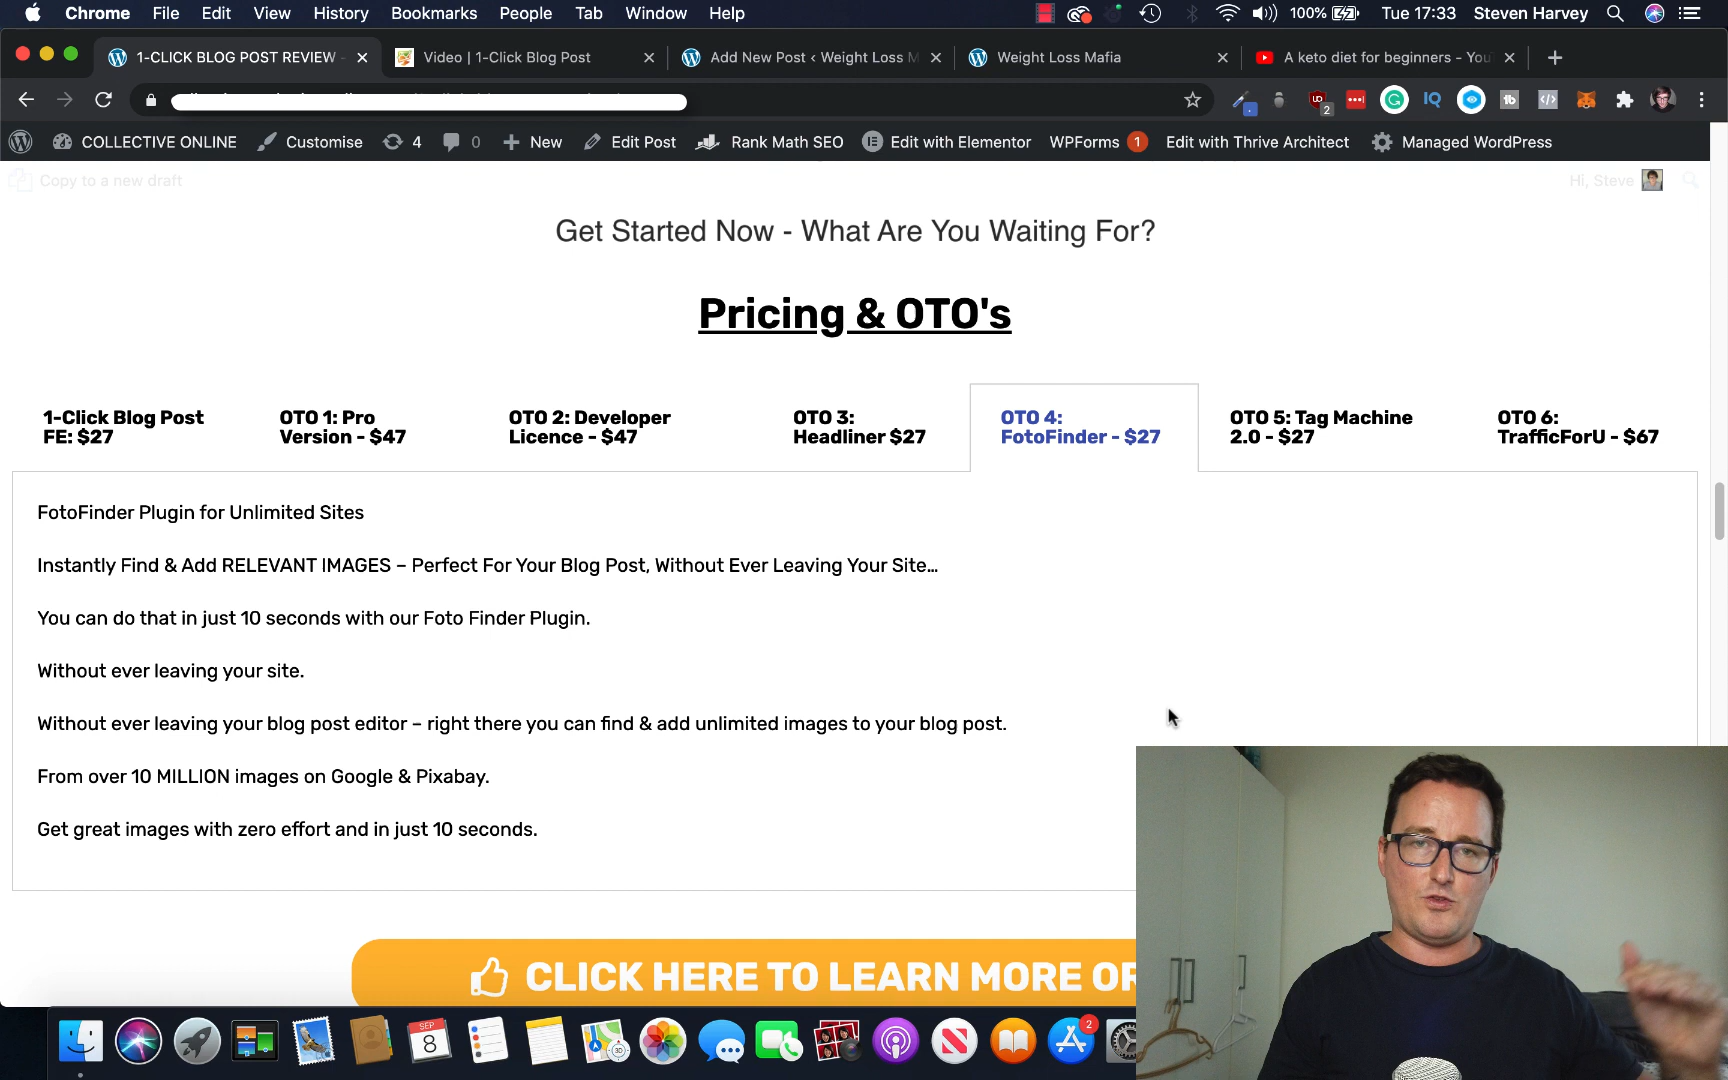 Chrome File Edit View History Bookmarks People Tab Window Help 100% Tue 17:33 Steven Harvey
1-CLICK BLOG POST REVIEW - Video | 1-Click Blog Post Add New Post ‹ Weight Loss M Weight Loss Mafia A keto diet for beginners - You
COLLECTIVE ONLINE Customise 4 0 New Edit Post Rank Math SEO Edit with Elementor WPForms 1 Edit with Thrive Architect Managed WordPress
Copy to a new draft Hi, Steve
Get Started Now - What Are You Waiting For?
Pricing & OTO's
1-Click Blog Post FE: $27
OTO 1: Pro Version - $47
OTO 2: Developer Licence - $47
OTO 3: Headliner $27
OTO 4: FotoFinder - $27
OTO 5: Tag Machine 2.0 - $27
OTO 6: TrafficForU - $67
FotoFinder Plugin for Unlimited Sites
Instantly Find & Add RELEVANT IMAGES – Perfect For Your Blog Post, Without Ever Leaving Your Site...
You can do that in just 10 seconds with our Foto Finder Plugin.
Without ever leaving your site.
Without ever leaving your blog post editor – right there you can find & add unlimited images to your blog post.
From over 10 MILLION images on Google & Pixabay.
Get great images with zero effort and in just 10 seconds.
CLICK HERE TO LEARN MORE OR
SEP
8
2